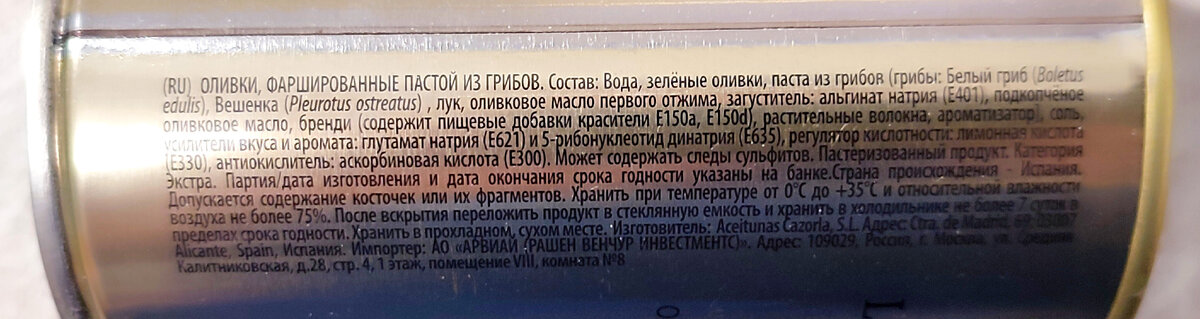 (RU) ОЛИВКИ, ФАРШИРОВАННЫЕ ПАСТОЙ ИЗ ГРИБОВ. Состав: Вода, зелёные оливки, паста из грибов (грибы: Белый гриб (Boletus
edulis), Вешенка (Pleurotus ostreatus) , лук, оливковое масло первого отжима, загуститель: альгинат натрия (Е401), подкопчёное
оливковое масло, бренди (содержит пищевые добавки красители Е150а, Е150d), растительные волокна, ароматизатор), соль,
усилители вкуса и аромата: глутамат натрия (Е621) и 5-рибонуклеотид динатрия (Е635), регулятор кислотности: лимонная кислота
(Е330), антиокислитель: аскорбиновая кислота (Е300). Может содержать следы сульфитов. Пастеризованный продукт. Категория
Экстра. Партия/дата изготовления и дата окончания срока годности указаны на банке.Страна происхождения - Испания.
Допускается содержание косточек или их фрагментов. Хранить при температуре от 0°С до +35°С и относительной влажности
воздуха не более 75%. После вскрытия переложить продукт в стеклянную емкость и хранить в холодильнике не более 7 суток в
пределах срока годности. Хранить в прохладном, сухом месте. Изготовитель: Aceitunas Cazorla, S.L. Адрес: Ctra. de Madrid, 69, 03007
Alicante, Spain, Испания. Импортер: АО «АРВИАЙ (РАШЕН ВЕНЧУР ИНВЕСТМЕНТС)». Адрес: 109029, Россия, г. Москва, ул. Средняя
Калитниковская, д.28, стр. 4, 1 этаж, помещение VIII, комната №8